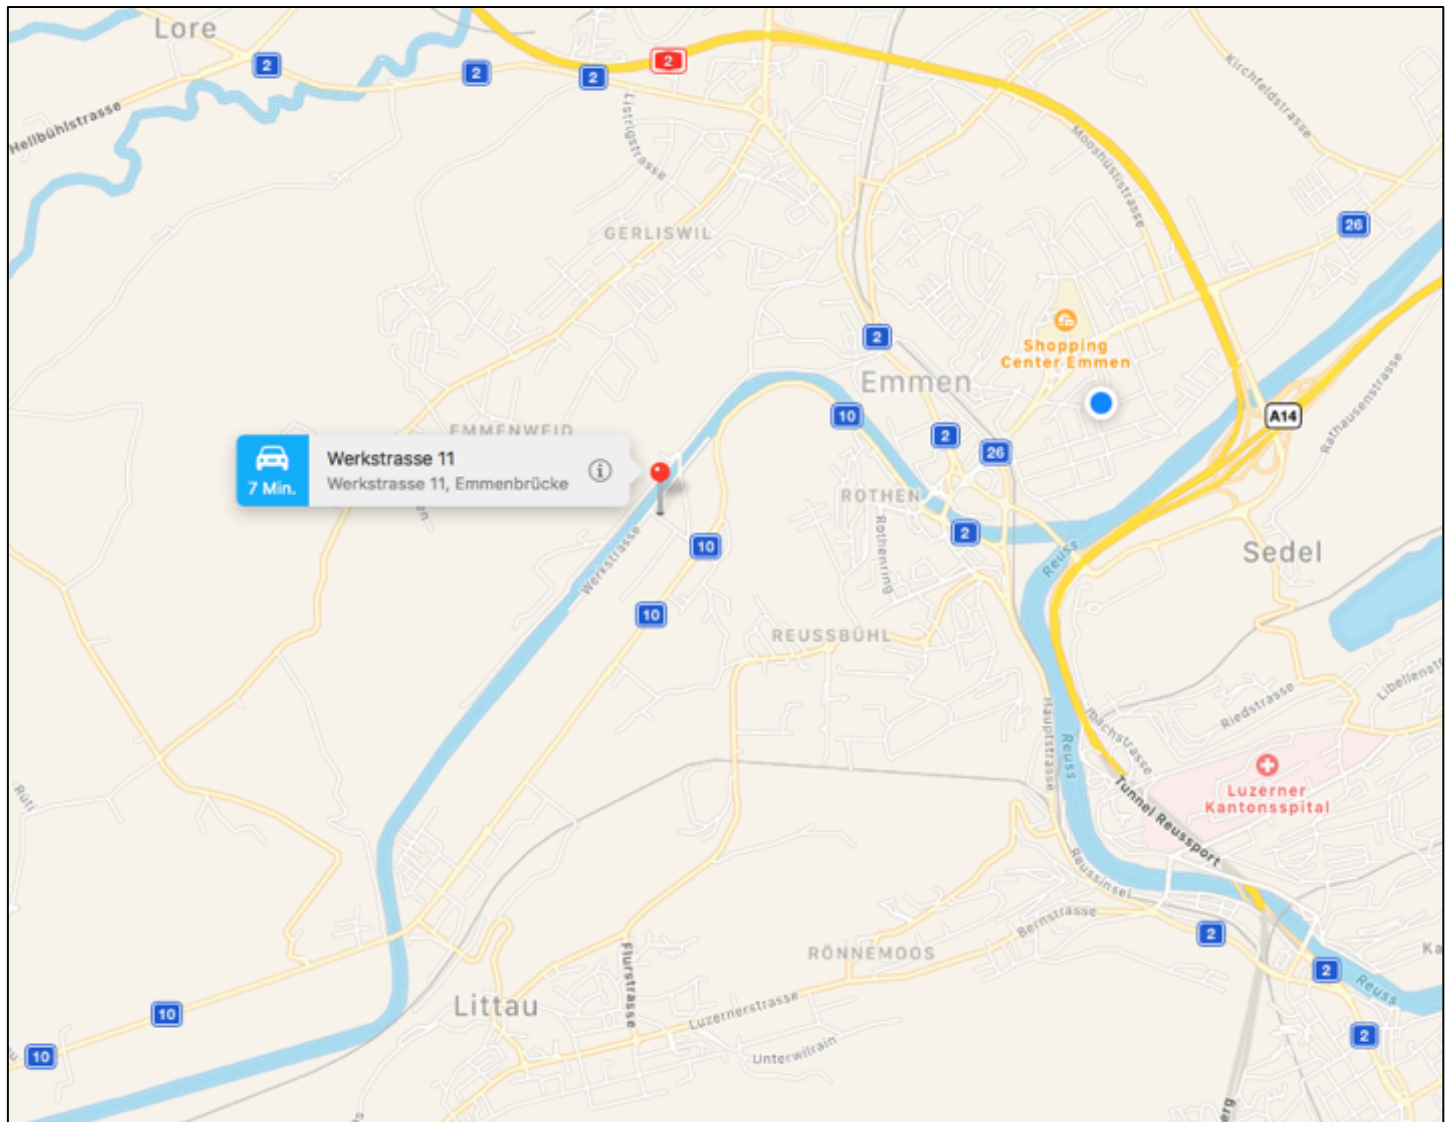 Lore
2
2
2
2
Hellbühlstrasse
Listrigstrasse
Kirchfeldstrasse
Mooshüslistrasse
GERLISWIL
26
2
Shopping
Center Emmen
Emmen
10
A14
Rathausenstrasse
EMMENWEID
2
26
7 Min.
Werkstrasse 11
Werkstrasse 11, Emmenbrücke
ROTHEN
Rothenring
2
Werkstrasse
10
Reuss
Sedel
10
REUSSBÜHL
Hauptstrasse
Reuss
Riedstrasse
Luzerner
Kantonsspital
Tunnel Reussport
Rüti
Reussinsel
Bernstrasse
2
RÖNNEMOOS
Flurstrasse
2
Reuss
Littau
10
Luzernerstrasse
Unterwilrain
10
2